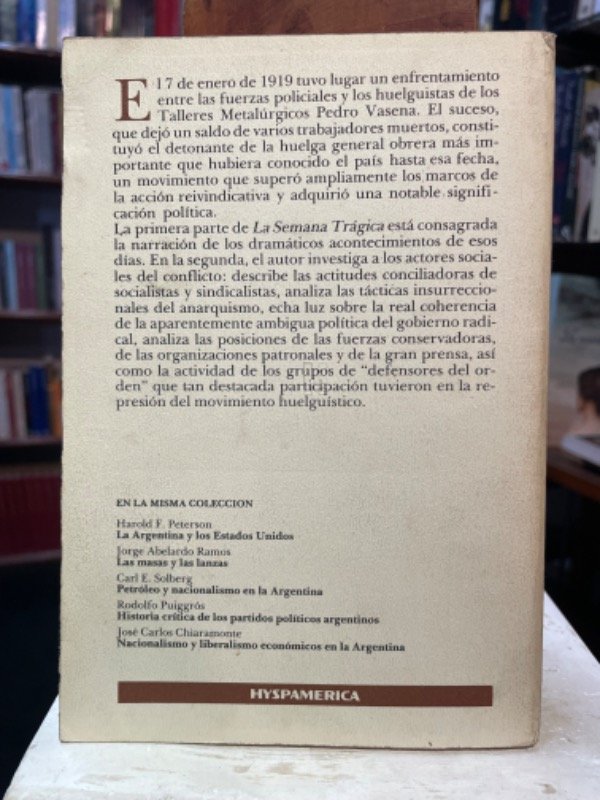 El 7 de enero de 1919 tuvo lugar un enfrentamiento
entre las fuerzas policiales y los huelguistas de los
Talleres Metalúrgicos Pedro Vasena. El suceso,
que dejó un saldo de varios trabajadores muertos, consti-
tuyó el detonante de la huelga general obrera más im-
portante que hubiera conocido el país hasta esa fecha,
un movimiento que superó ampliamente los marcos de
la acción reivindicativa y adquirió una notable signifi-
cación política.
La primera parte de La Semana Trágica está consagrada
a la narración de los dramáticos acontecimientos de esos
días. En la segunda, el autor investiga a los actores socia-
les del conflicto: describe las actitudes conciliadoras de
socialistas y sindicalistas, analiza las tácticas insurreccio-
nales del anarquismo, echa luz sobre la real coherencia
de la aparentemente ambigua política del gobierno radi-
cal, analiza las posiciones de las fuerzas conservadoras,
de las organizaciones patronales y de la gran prensa, así
como la actividad de los grupos de "defensores del or-
den" que tan destacada participación tuvieron en la re-
presión del movimiento huelguístico.
EN LA MISMA COLECCION
Harold F. Peterson
La Argentina y los Estados Unidos
Jorge Abelardo Ramos
Las masas y las lanzas
Carl E. Solberg
Petróleo y nacionalismo en la Argentina
Rodolfo Puiggrós
Historia crítica de los partidos políticos argentinos
José Carlos Chiaramonte
Nacionalismo y liberalismo económicos en la Argentina
HYSPAMERICA